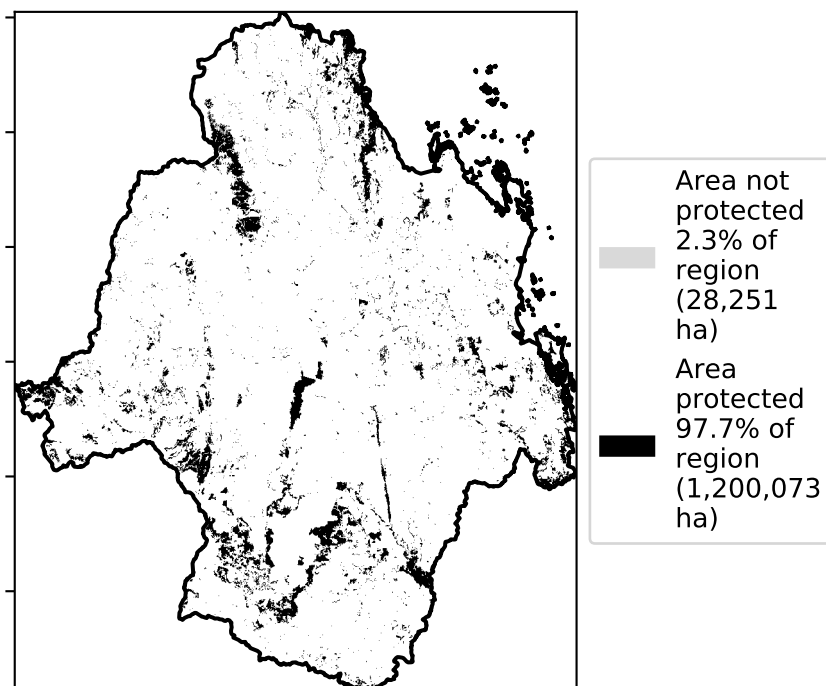 Area not
protected
2.3% of
region
(28,251
ha)
Area
protected
97.7% of
region
(1,200,073
ha)